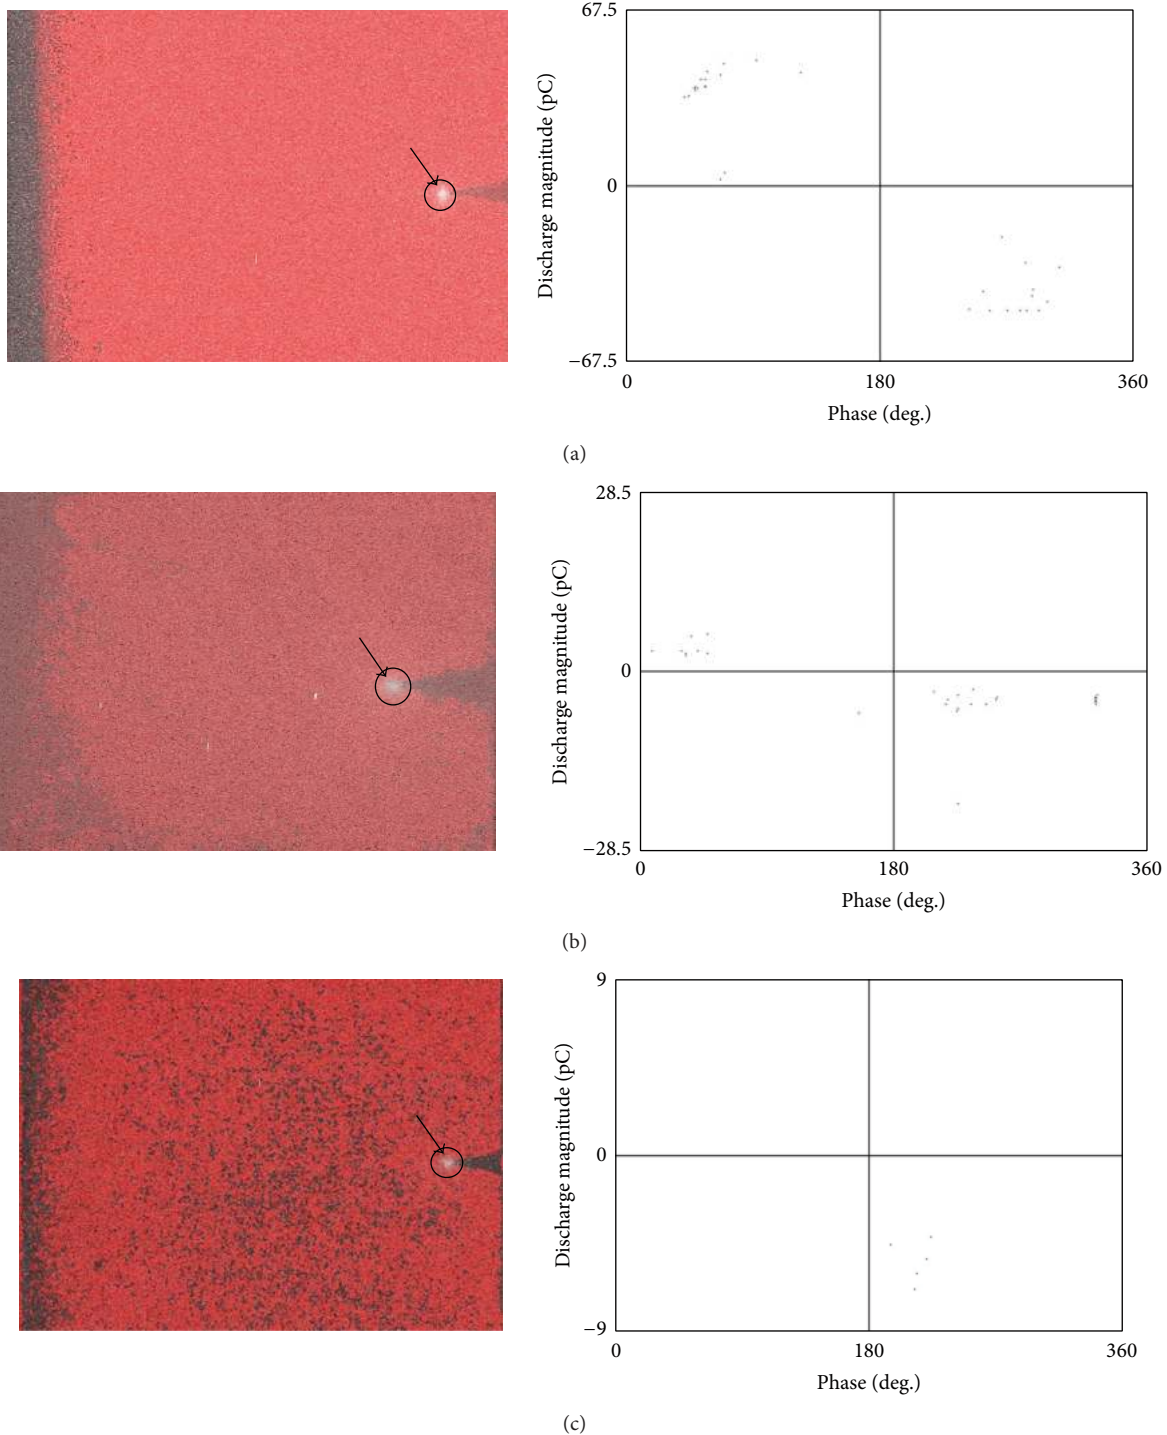 67.5
Discharge magnitude (pC)
0
−67.5
0 180 360
Phase (deg.)
(a)
28.5
Discharge magnitude (pC)
0
−28.5
0 180 360
Phase (deg.)
(b)
9
Discharge magnitude (pC)
0
−9
0 180 360
Phase (deg.)
(c)